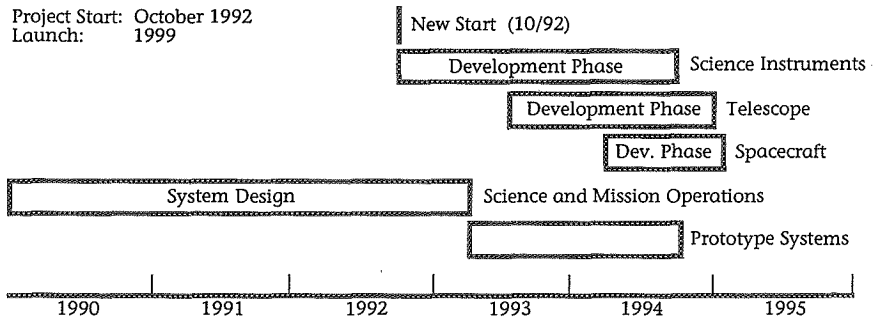 Project Start: October 1992
Launch: 1999
New Start (10/92)
Development Phase Science Instruments
Development Phase Telescope
Dev. Phase Spacecraft
System Design Science and Mission Operations
Prototype Systems
1990 1991 1992 1993 1994 1995